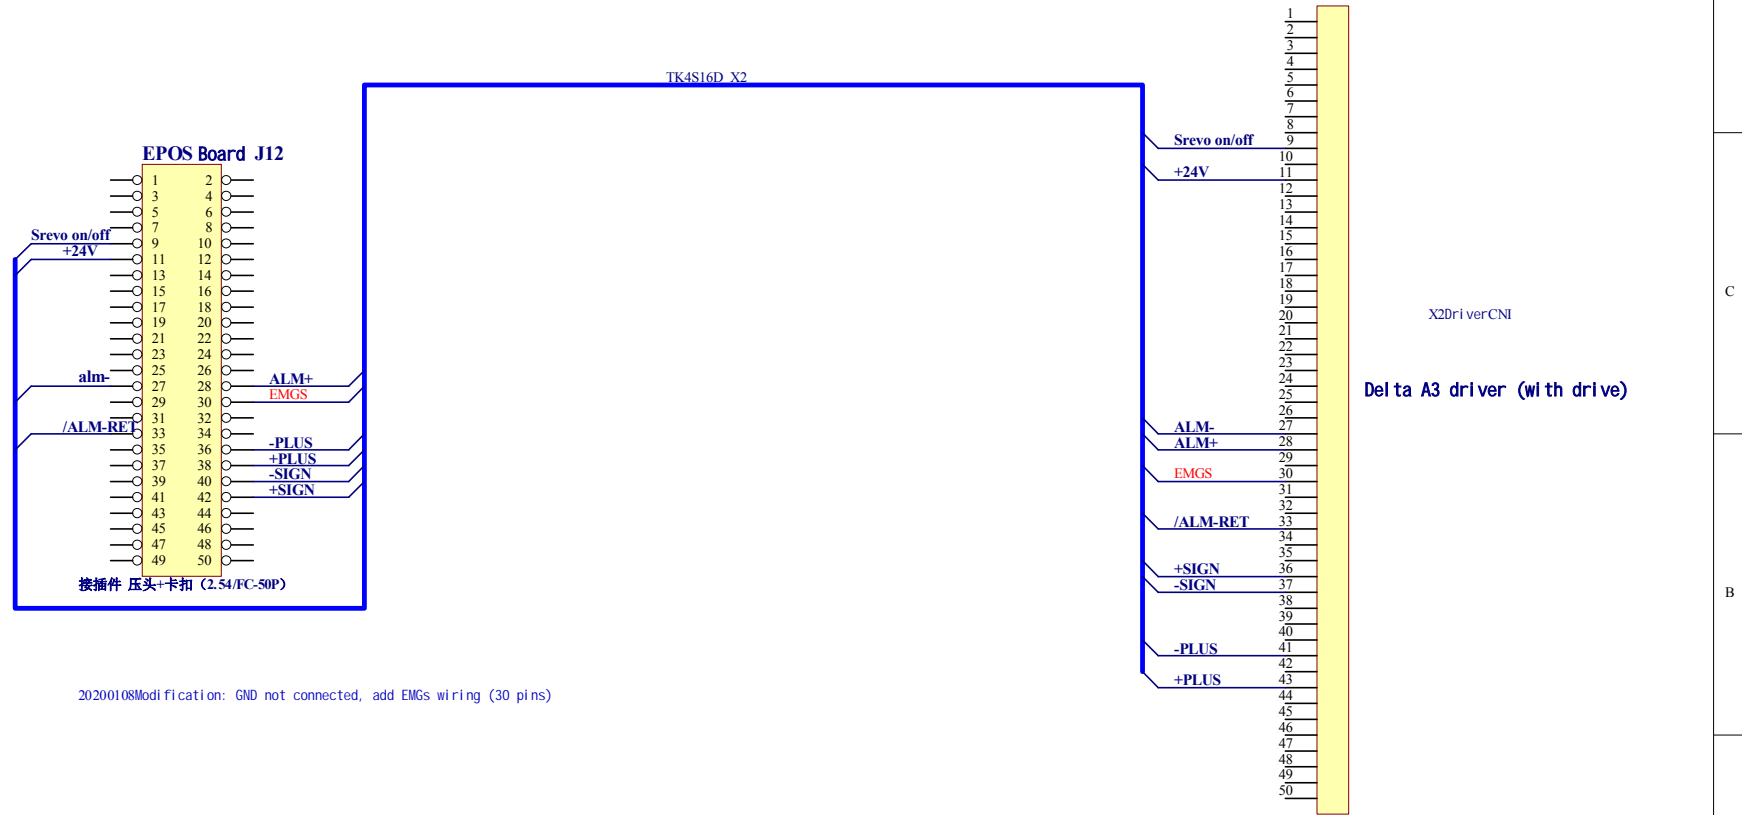 TK4S16D_X2
EPOS Board J12
1 2
3 4
5 6
7 8
Srevo on/off 9 10
+24V 11 12
13 14
15 16
17 18
19 20
21 22
23 24
25 26
alm- 27 28 ALM+
29 30 EMGS
31 32
/ALM-RET 33 34
35 36 -PLUS
37 38 +PLUS
39 40 -SIGN
41 42 +SIGN
43 44
45 46
47 48
49 50
接插件 压头+卡扣（2.54/FC-50P）
20200108Modification: GND not connected, add EMGs wiring (30 pins)
1
2
3
4
5
6
7
8
Srevo on/off 9
10
+24V 11
12
13
14
15
16
17
18
19
20
21
22
23
24
25
26
ALM- 27
ALM+ 28
29
EMGS 30
31
32
/ALM-RET 33
34
35
+SIGN 36
-SIGN 37
38
39
40
-PLUS 41
42
+PLUS 43
44
45
46
47
48
49
50
X2DriverCNI
Delta A3 driver (with drive)
C
B